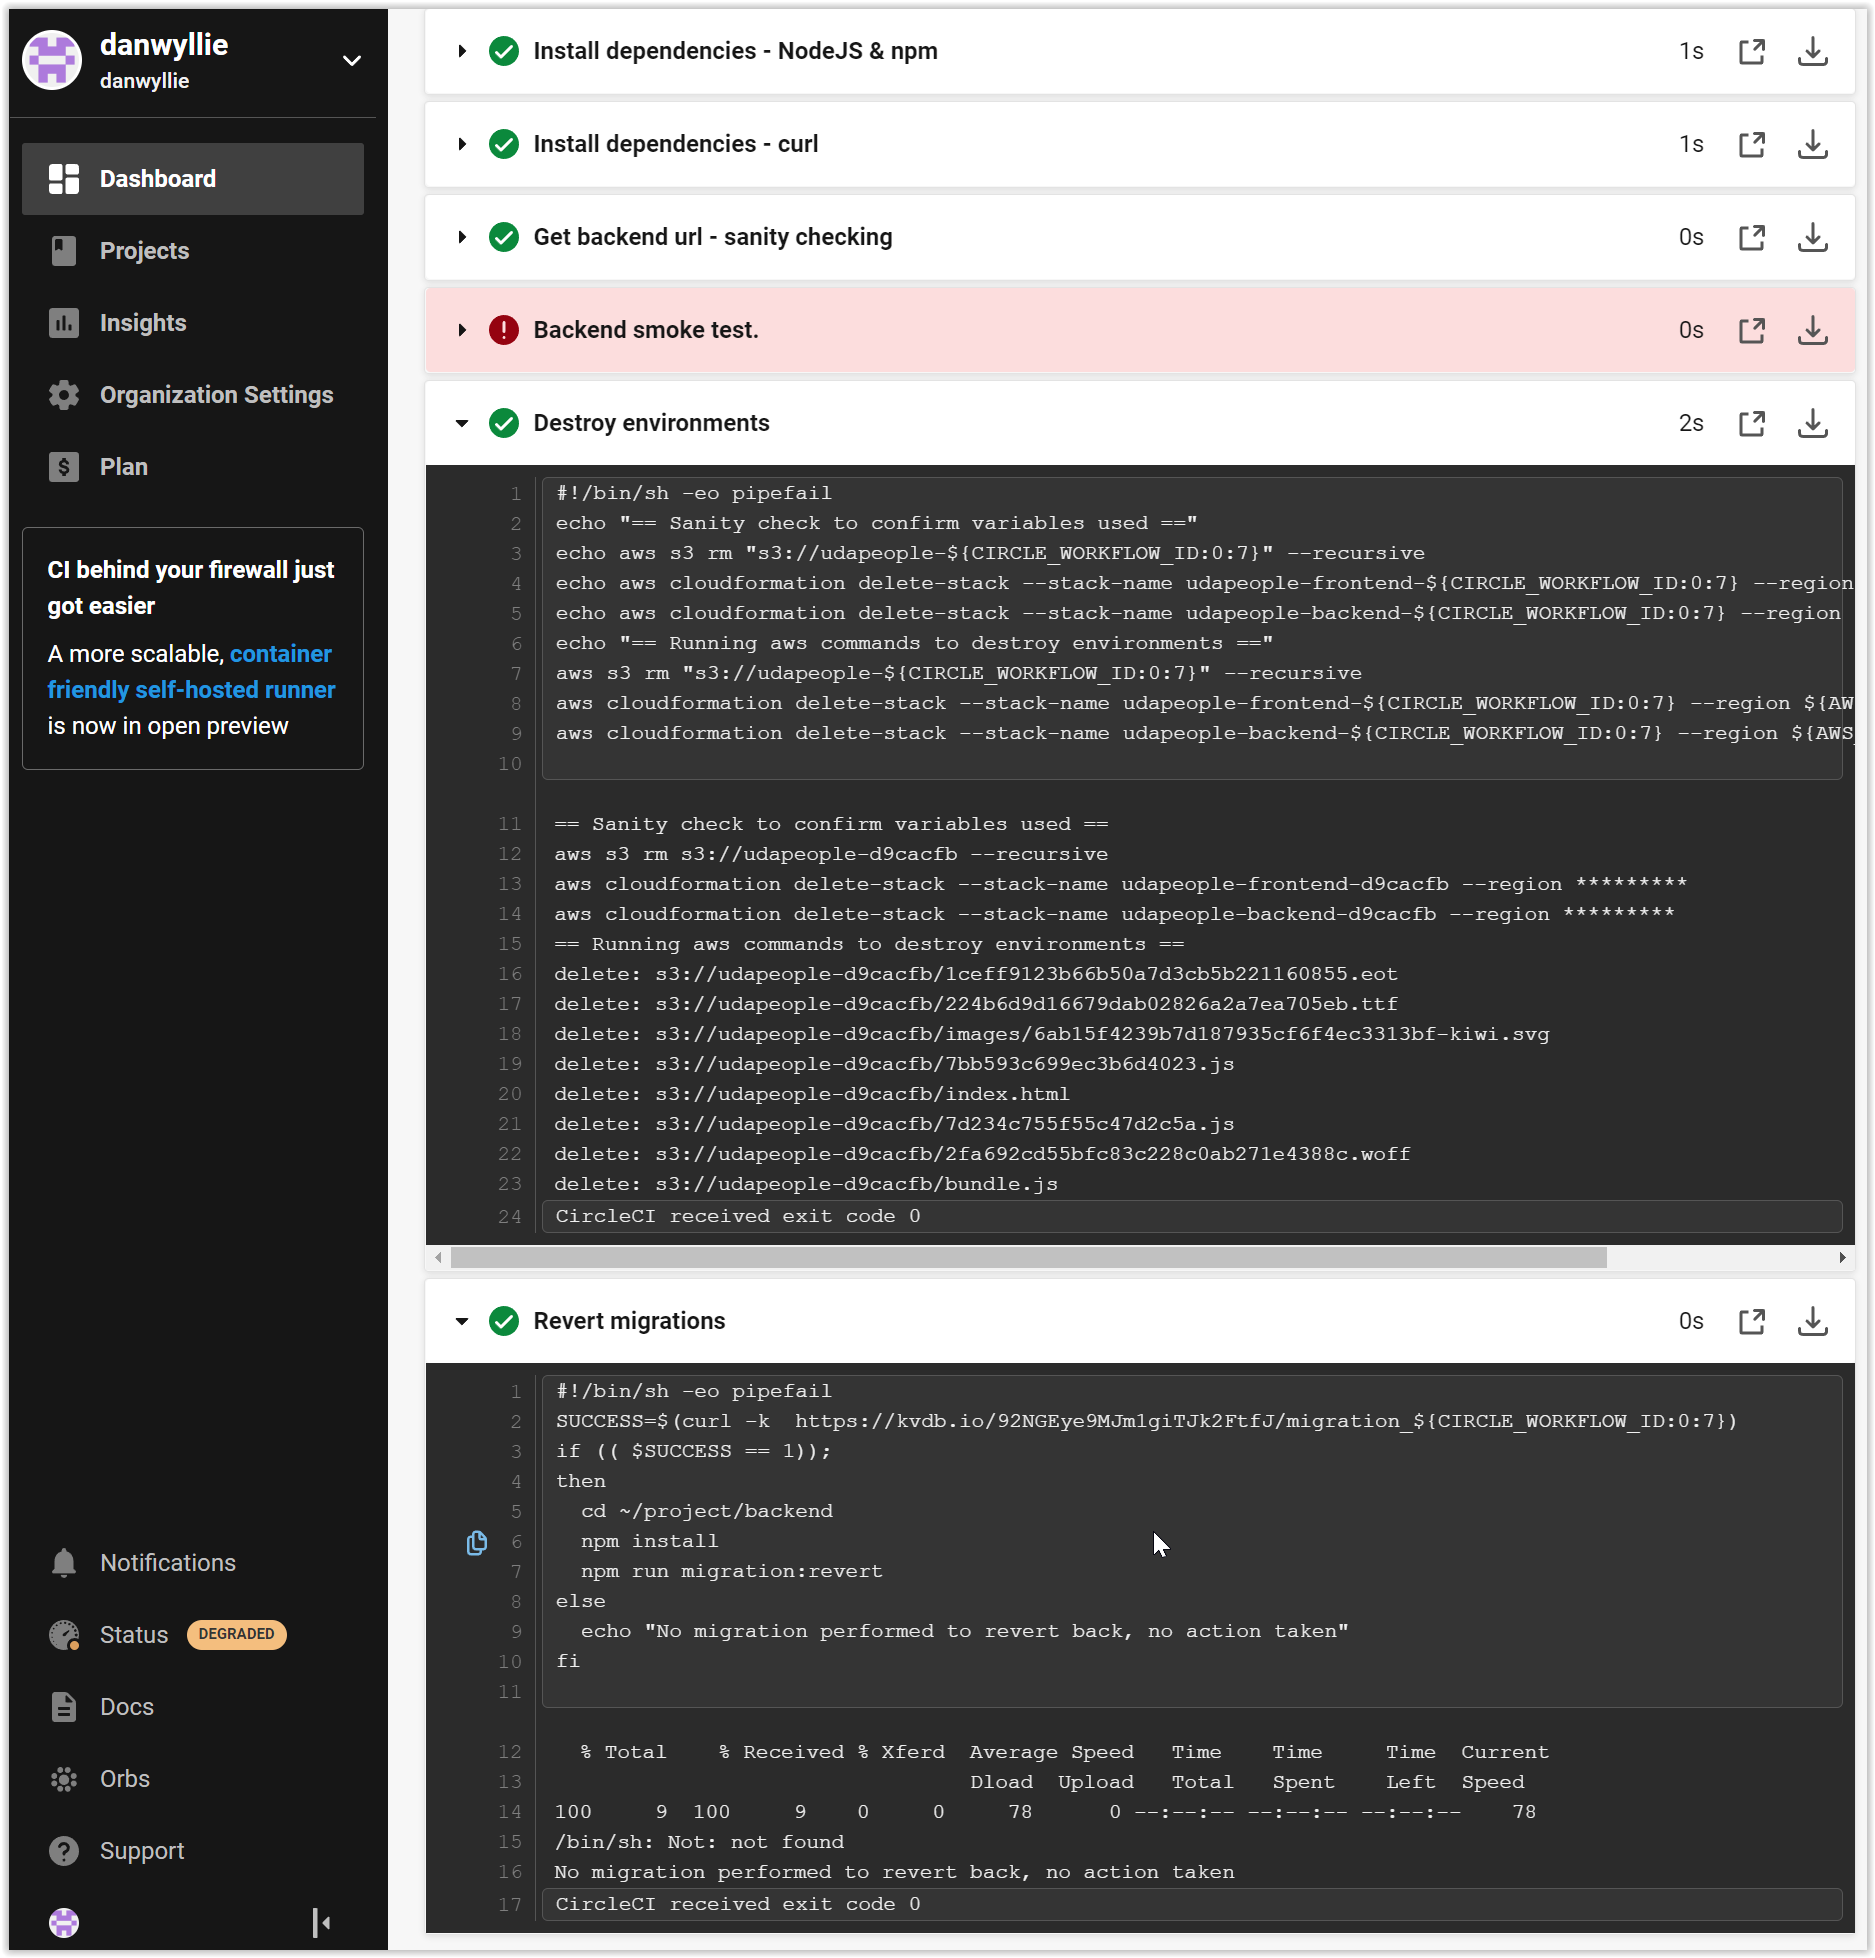 danwyllie
danwyllie
Dashboard
Projects
Insights
Organization Settings
Plan
CI behind your firewall just
got easier
A more scalable, container
friendly self-hosted runner
is now in open preview
Notifications
Status DEGRADED
Docs
Orbs
Support
Install dependencies - NodeJS & npm 1s
Install dependencies - curl 1s
Get backend url - sanity checking 0s
Backend smoke test. 0s
Destroy environments 2s
1 #!/bin/sh -eo pipefail
2 echo "== Sanity check to confirm variables used =="
3 echo aws s3 rm "s3://udapeople-${CIRCLE_WORKFLOW_ID:0:7}" --recursive
4 echo aws cloudformation delete-stack --stack-name udapeople-frontend-${CIRCLE_WORKFLOW_ID:0:7} --region
5 echo aws cloudformation delete-stack --stack-name udapeople-backend-${CIRCLE_WORKFLOW_ID:0:7} --region
6 echo "== Running aws commands to destroy environments =="
7 aws s3 rm "s3://udapeople-${CIRCLE_WORKFLOW_ID:0:7}" --recursive
8 aws cloudformation delete-stack --stack-name udapeople-frontend-${CIRCLE_WORKFLOW_ID:0:7} --region ${AW
9 aws cloudformation delete-stack --stack-name udapeople-backend-${CIRCLE_WORKFLOW_ID:0:7} --region ${AWS_
10
11 == Sanity check to confirm variables used ==
12 aws s3 rm s3://udapeople-d9cacfb --recursive
13 aws cloudformation delete-stack --stack-name udapeople-frontend-d9cacfb --region *********
14 aws cloudformation delete-stack --stack-name udapeople-backend-d9cacfb --region *********
15 == Running aws commands to destroy environments ==
16 delete: s3://udapeople-d9cacfb/1ceff9123b66b50a7d3cb5b221160855.eot
17 delete: s3://udapeople-d9cacfb/224b6d9d16679dab02826a2a7ea705eb.ttf
18 delete: s3://udapeople-d9cacfb/images/6ab15f4239b7d187935cf6f4ec3313bf-kiwi.svg
19 delete: s3://udapeople-d9cacfb/7bb593c699ec3b6d4023.js
20 delete: s3://udapeople-d9cacfb/index.html
21 delete: s3://udapeople-d9cacfb/7d234c755f55c47d2c5a.js
22 delete: s3://udapeople-d9cacfb/2fa692cd55bfc83c228c0ab271e4388c.woff
23 delete: s3://udapeople-d9cacfb/bundle.js
24 CircleCI received exit code 0
Revert migrations 0s
1 #!/bin/sh -eo pipefail
2 SUCCESS=$(curl -k  https://kvdb.io/92NGEye9MJm1giTJk2FtfJ/migration_${CIRCLE_WORKFLOW_ID:0:7})
3 if (( $SUCCESS == 1));
4 then
5 cd ~/project/backend
6 npm install
7 npm run migration:revert
8 else
9 echo "No migration performed to revert back, no action taken"
10 fi
11
12 % Total % Received % Xferd Average Speed Time Time Time Current
13 Dload Upload Total Spent Left Speed
14 100 9 100 9 0 0 78 0 --:--:-- --:--:-- --:--:-- 78
15 /bin/sh: Not: not found
16 No migration performed to revert back, no action taken
17 CircleCI received exit code 0